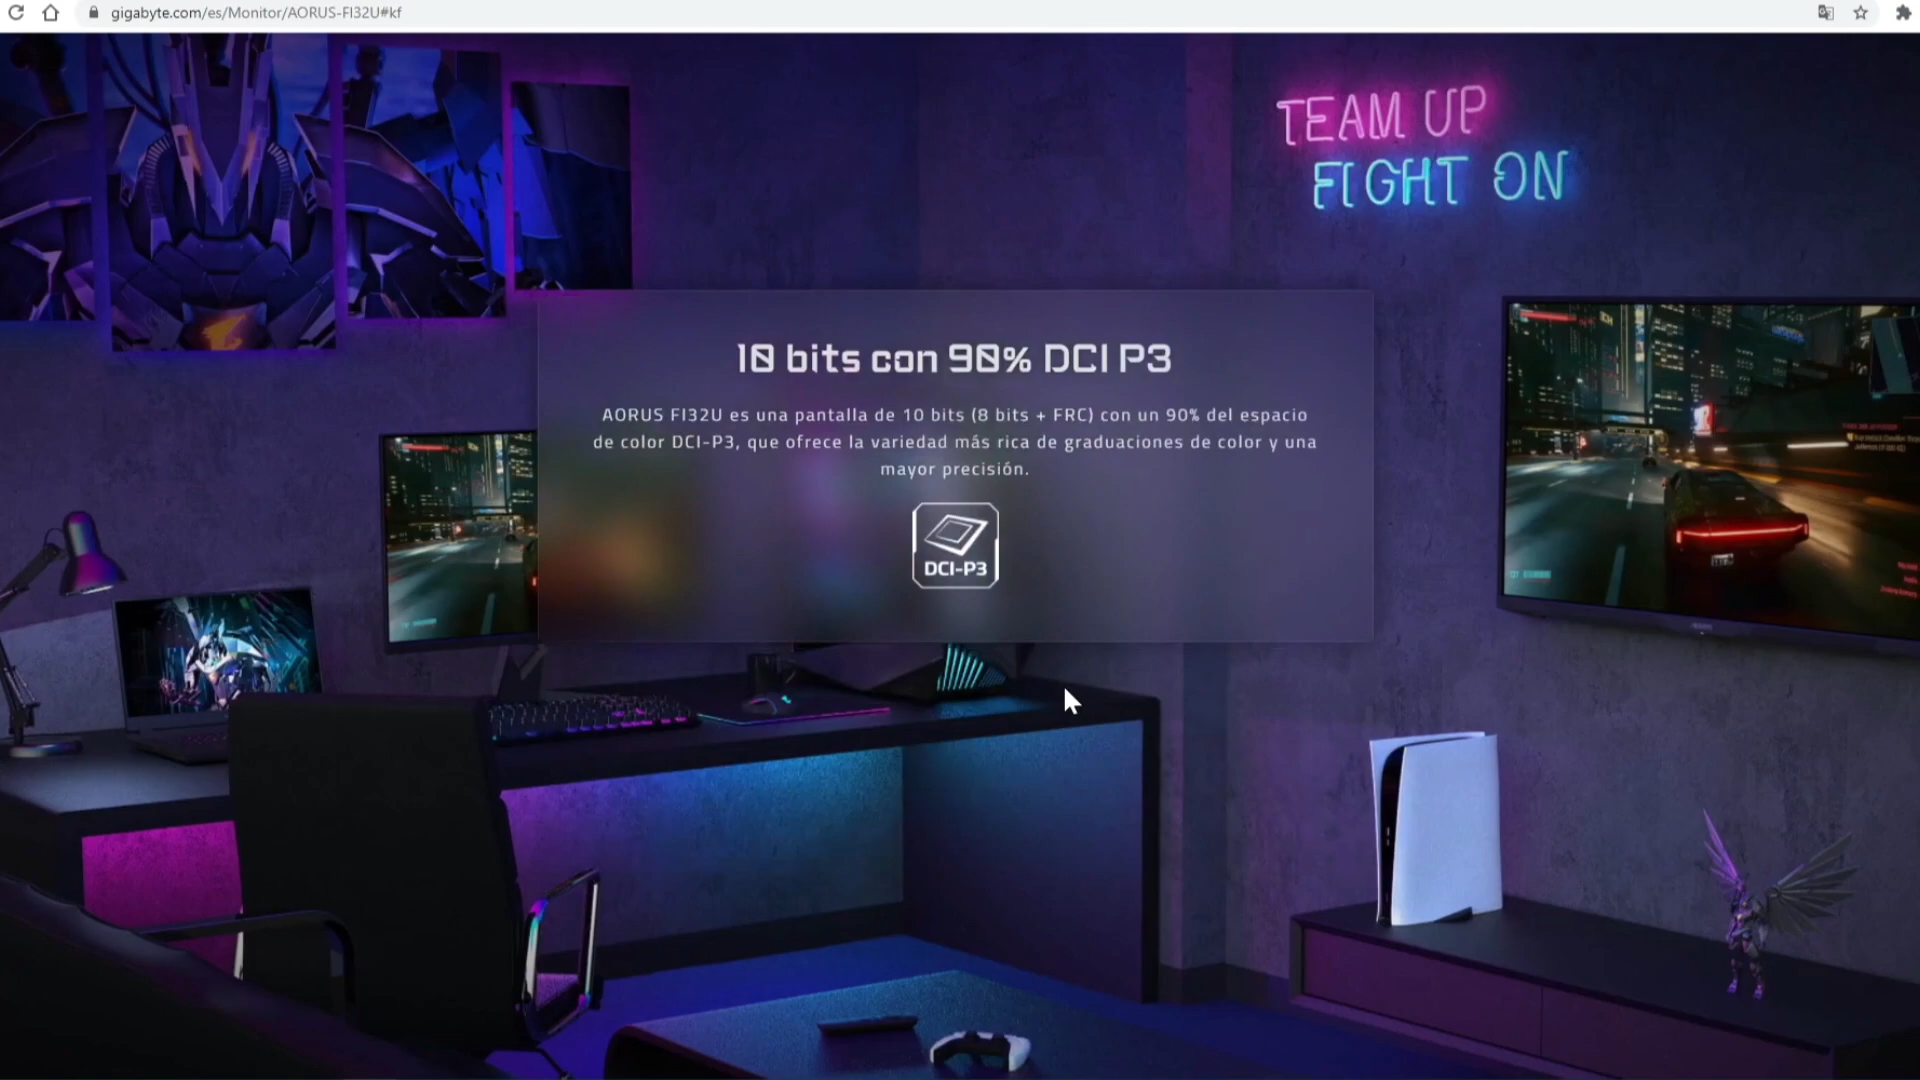 gigabyte.com/es/Monitor/AORUS-FI32U#kf
TEAM UP
FIGHT ON
10 bits con 90% DCI P3
AORUS FI32U es una pantalla de 10 bits (8 bits + FRC) con un 90% del espacio
de color DCI-P3, que ofrece la variedad más rica de graduaciones de color y una
mayor precisión.
DCI-P3